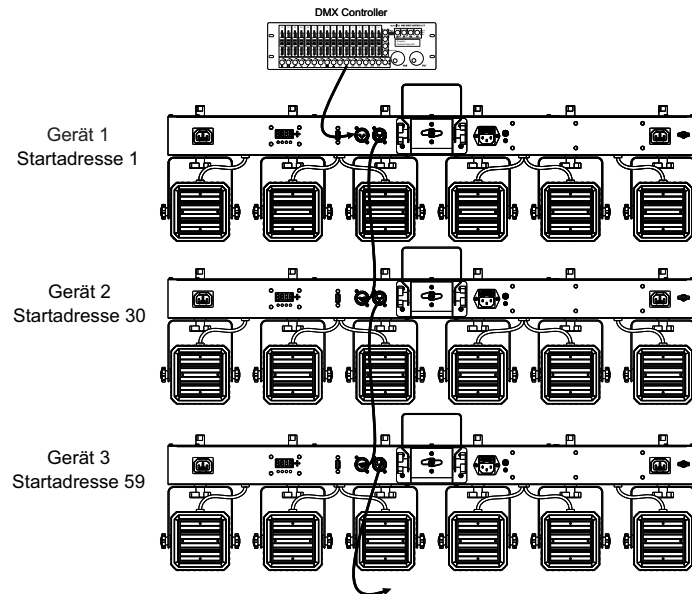 DMX Controller
Gerät 1
Startadresse 1
Gerät 2
Startadresse 30
Gerät 3
Startadresse 59